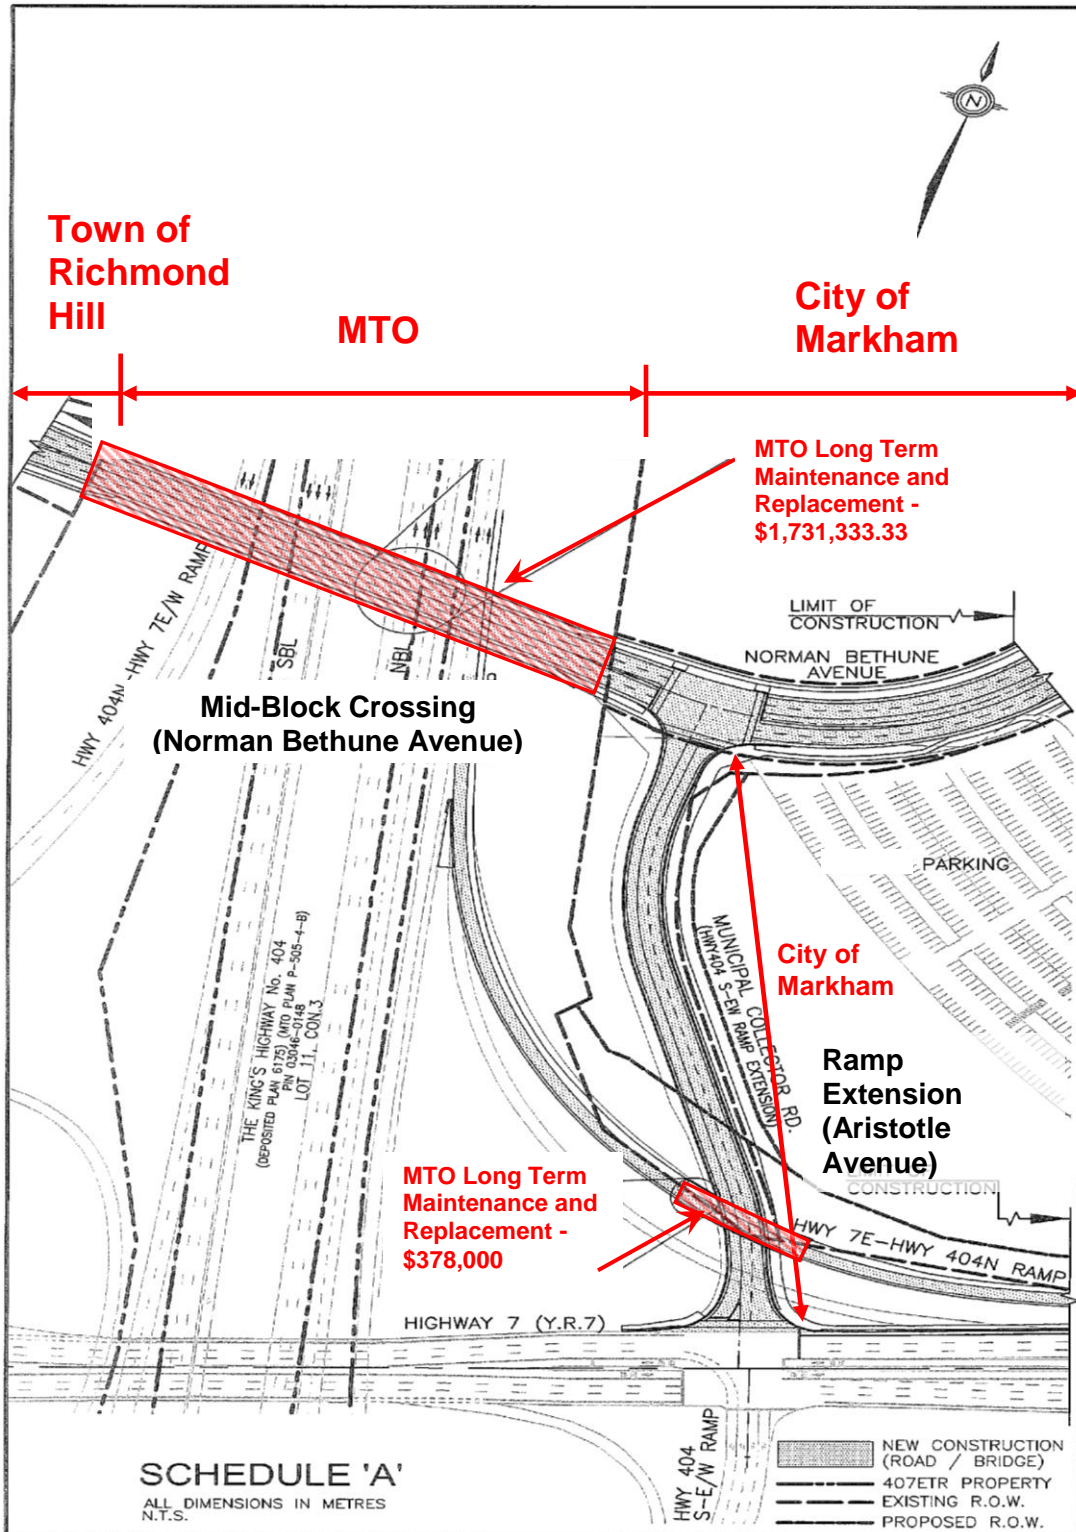 N
Town of
Richmond
Hill
MTO
City of
Markham
MTO Long Term
Maintenance and
Replacement -
$1,731,333.33
LIMIT OF
CONSTRUCTION
NORMAN BETHUNE
AVENUE
HWY 404N-HWY 7E/W RAMP
SBL
NBL
Mid-Block Crossing
(Norman Bethune Avenue)
PARKING
THE KING'S HIGHWAY No. 404
(DEPOSITED PLAN 6175) (MTO PLAN P-505-4-B)
PIN 03046-0148
LOT 11, CON.3
MUNICIPAL COLLECTOR RD.
(HWY404 S-EW RAMP EXTENSION)
City of
Markham
Ramp
Extension
(Aristotle
Avenue)
CONSTRUCTION
MTO Long Term
Maintenance and
Replacement -
$378,000
HWY 7E-HWY 404N RAMP
HIGHWAY 7 (Y.R.7)
HWY 404
S-E/W RAMP
SCHEDULE 'A'
ALL DIMENSIONS IN METRES
N.T.S.
NEW CONSTRUCTION
(ROAD / BRIDGE)
407ETR PROPERTY
EXISTING R.O.W.
PROPOSED R.O.W.